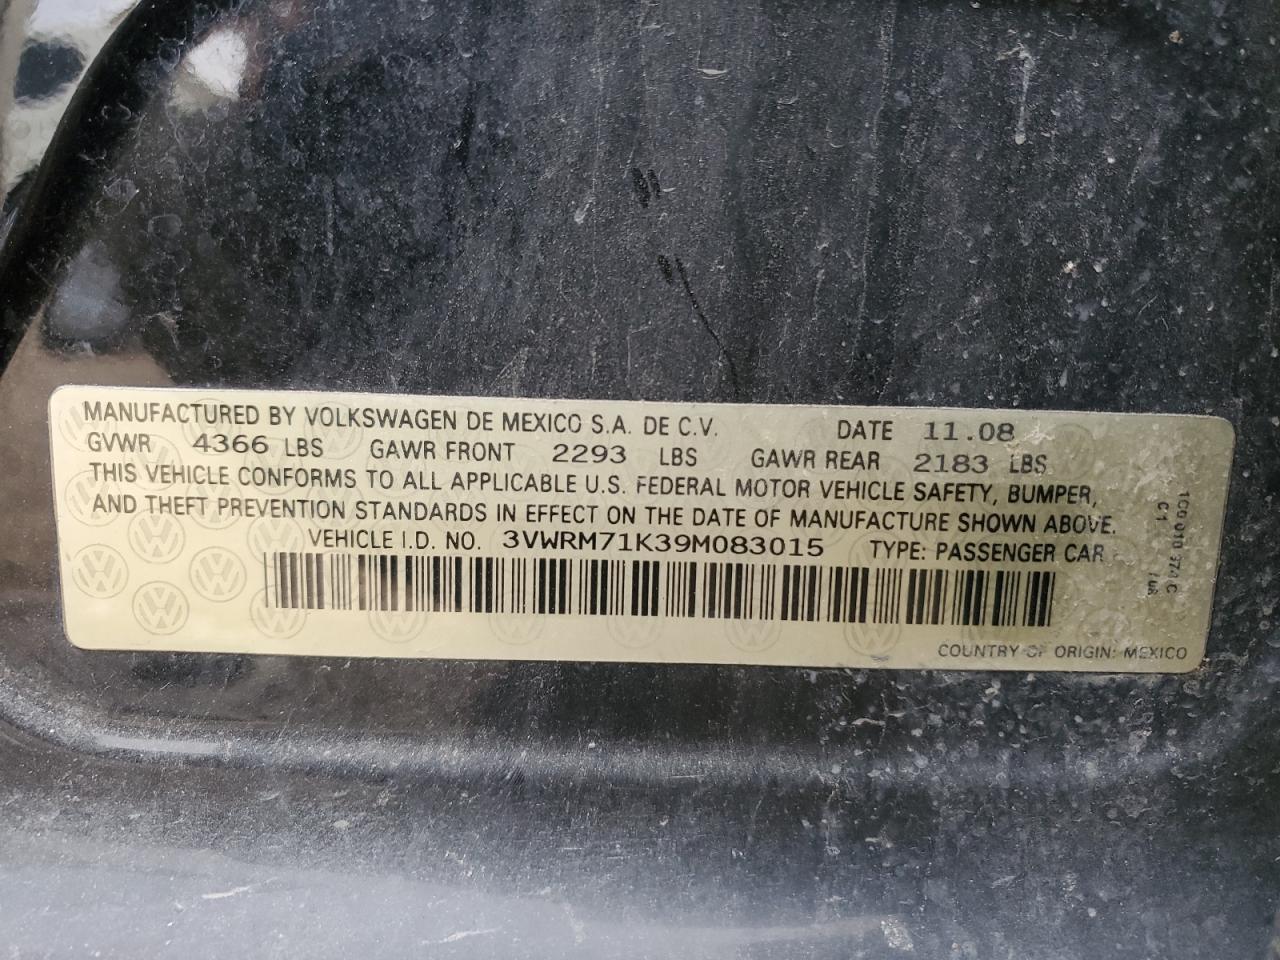 MANUFACTURED BY VOLKSWAGEN DE MEXICO S.A. DE C.V. DATE 11.08
GVWR 4366 LBS GAWR FRONT 2293 LBS GAWR REAR 2183 LBS
THIS VEHICLE CONFORMS TO ALL APPLICABLE U.S. FEDERAL MOTOR VEHICLE SAFETY, BUMPER,
AND THEFT PREVENTION STANDARDS IN EFFECT ON THE DATE OF MANUFACTURE SHOWN ABOVE.
VEHICLE I.D. NO. 3VWRM71K39M083015 TYPE: PASSENGER CAR
COUNTRY OF ORIGIN: MEXICO